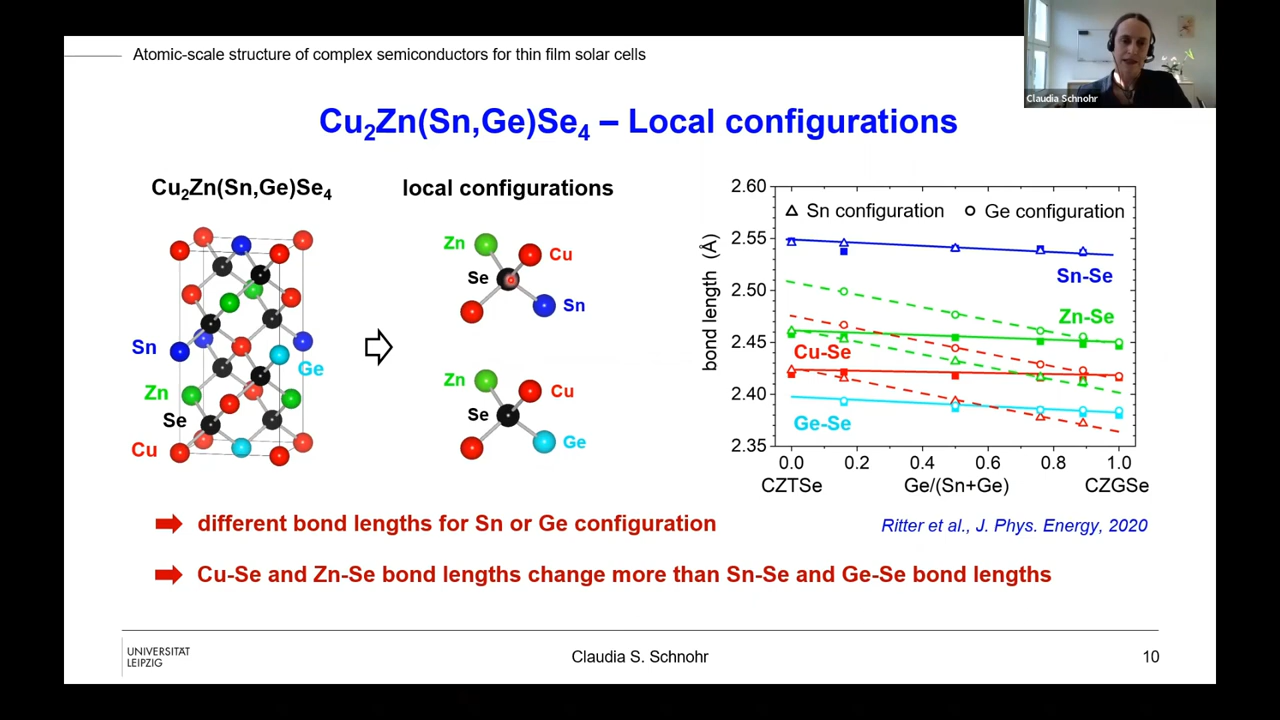 Atomic-scale structure of complex semiconductors for thin film solar cells
Claudia Schnohr
Cu₂Zn(Sn,Ge)Se₄ – Local configurations
Cu₂Zn(Sn,Ge)Se₄
Sn
Ge
Zn
Se
Cu
local configurations
Zn
Cu
Se
Sn
Zn
Cu
Se
Ge
bond length (Å)
2.60
2.55
2.50
2.45
2.40
2.35
Sn configuration
Ge configuration
Sn-Se
Zn-Se
Cu-Se
Ge-Se
0.0 0.2 0.4 0.6 0.8 1.0
CZTSe Ge/(Sn+Ge) CZGSe
different bond lengths for Sn or Ge configuration
Ritter et al., J. Phys. Energy, 2020
Cu-Se and Zn-Se bond lengths change more than Sn-Se and Ge-Se bond lengths
UNIVERSITÄT
LEIPZIG
Claudia S. Schnohr
10